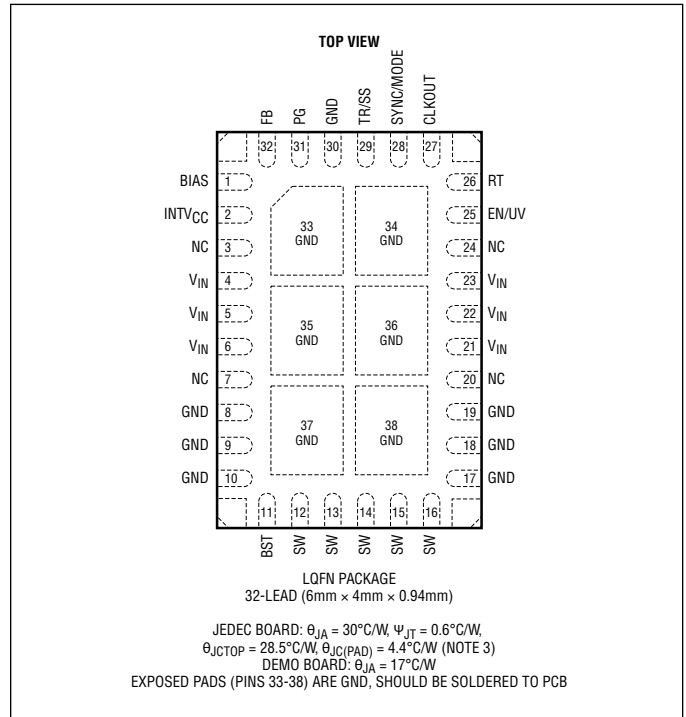 TOP VIEW
FB
PG
GND
TR/SS
SYNC/MODE
CLKOUT
32
31
30
29
28
27
BIAS 1
26 RT
INTVCC 2
25 EN/UV
NC 3
24 NC
VIN 4
23 VIN
VIN 5
22 VIN
VIN 6
21 VIN
NC 7
20 NC
GND 8
19 GND
GND 9
18 GND
GND 10
17 GND
33
GND
34
GND
35
GND
36
GND
37
GND
38
GND
11
12
13
14
15
16
BST
SW
SW
SW
SW
SW
LQFN PACKAGE
32-LEAD (6mm × 4mm × 0.94mm)
JEDEC BOARD: θJA = 30°C/W, ΨJT = 0.6°C/W,
θJCTOP = 28.5°C/W, θJC(PAD) = 4.4°C/W (NOTE 3)
DEMO BOARD: θJA = 17°C/W
EXPOSED PADS (PINS 33-38) ARE GND, SHOULD BE SOLDERED TO PCB